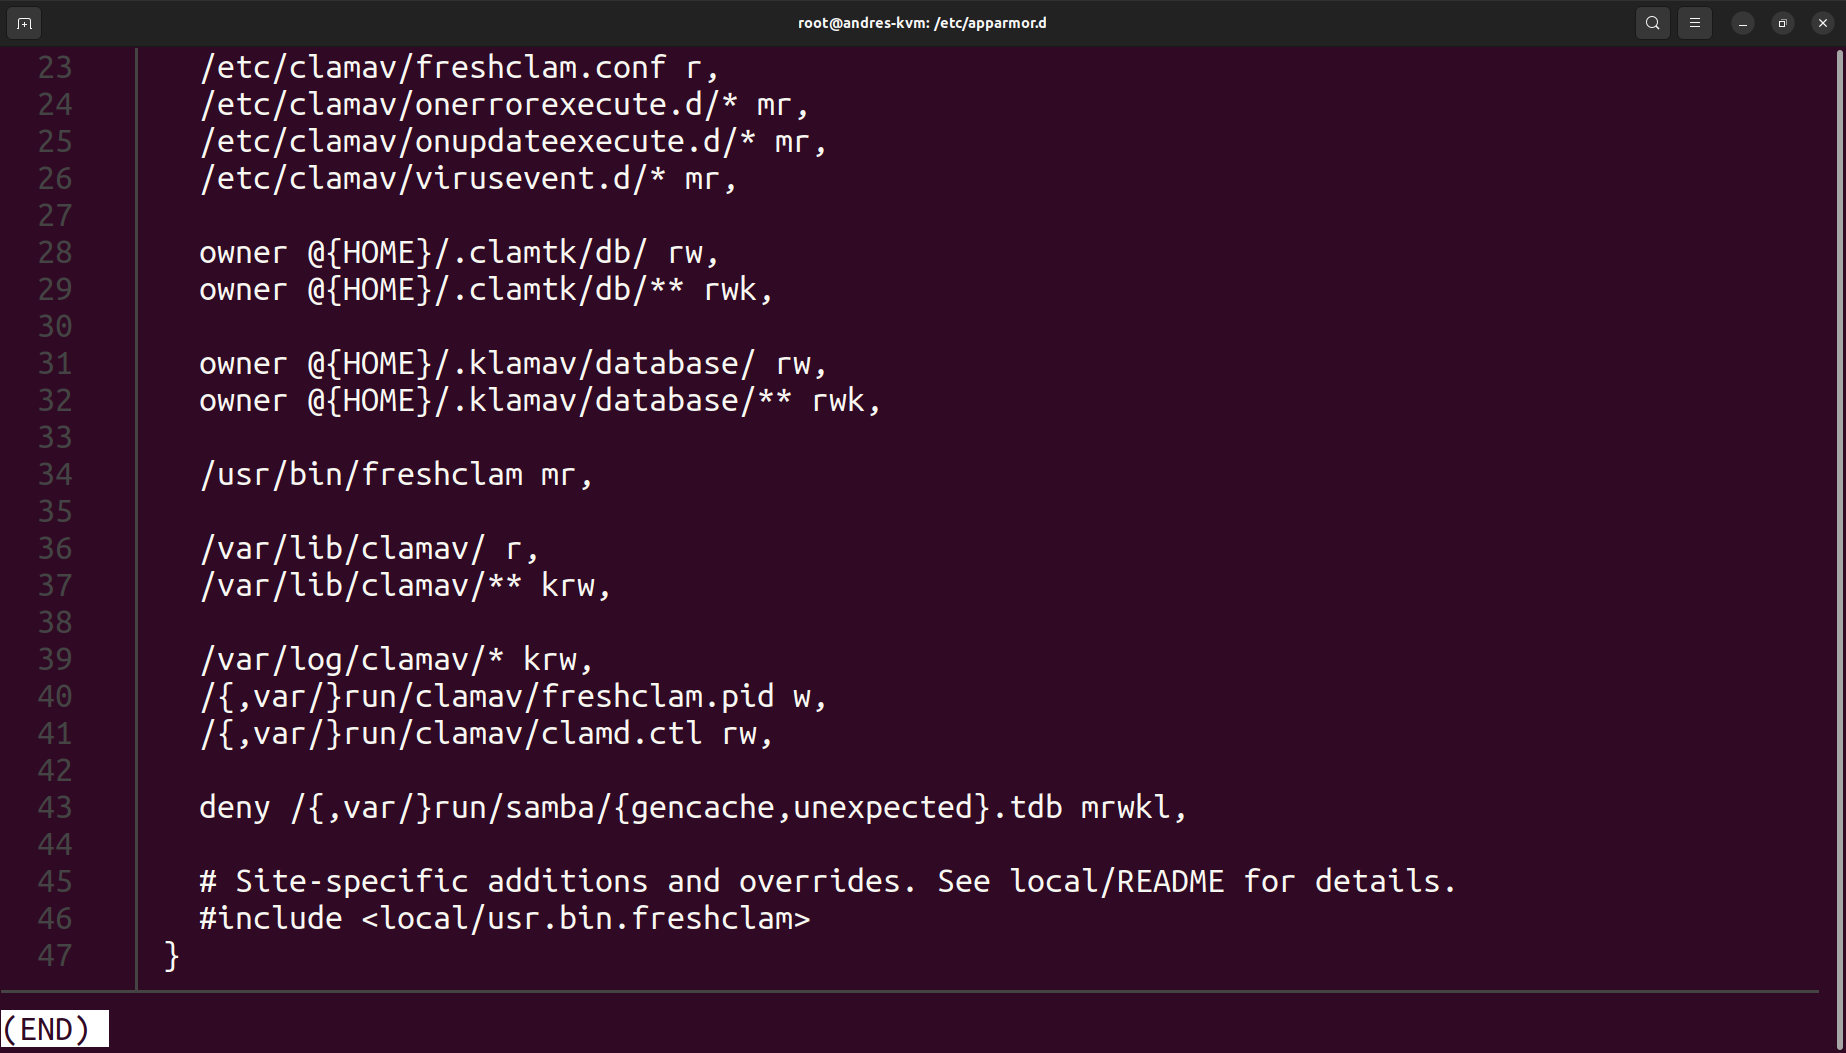 root@andres-kvm: /etc/apparmor.d
23 /etc/clamav/freshclam.conf r,
24 /etc/clamav/onerrorexecute.d/* mr,
25 /etc/clamav/onupdateexecute.d/* mr,
26 /etc/clamav/virusevent.d/* mr,
27
28 owner @{HOME}/.clamtk/db/ rw,
29 owner @{HOME}/.clamtk/db/** rwk,
30
31 owner @{HOME}/.klamav/database/ rw,
32 owner @{HOME}/.klamav/database/** rwk,
33
34 /usr/bin/freshclam mr,
35
36 /var/lib/clamav/ r,
37 /var/lib/clamav/** krw,
38
39 /var/log/clamav/* krw,
40 /{,var/}run/clamav/freshclam.pid w,
41 /{,var/}run/clamav/clamd.ctl rw,
42
43 deny /{,var/}run/samba/{gencache,unexpected}.tdb mrwkl,
44
45 # Site-specific additions and overrides. See local/README for details.
46 #include <local/usr.bin.freshclam>
47 }
(END)